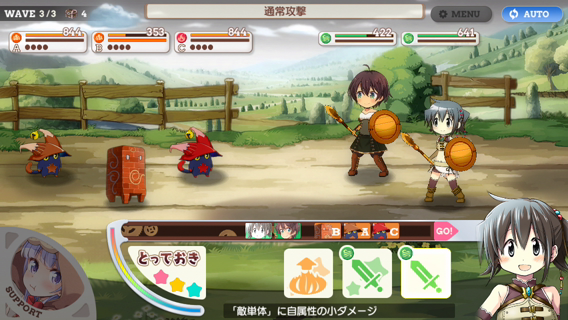 WAVE 3/3 4
通常攻撃
MENU
AUTO
844 353 844 422 641
A B C
B A C GO!
とっておき
SUPPORT
「敵単体」に自属性の小ダメージ